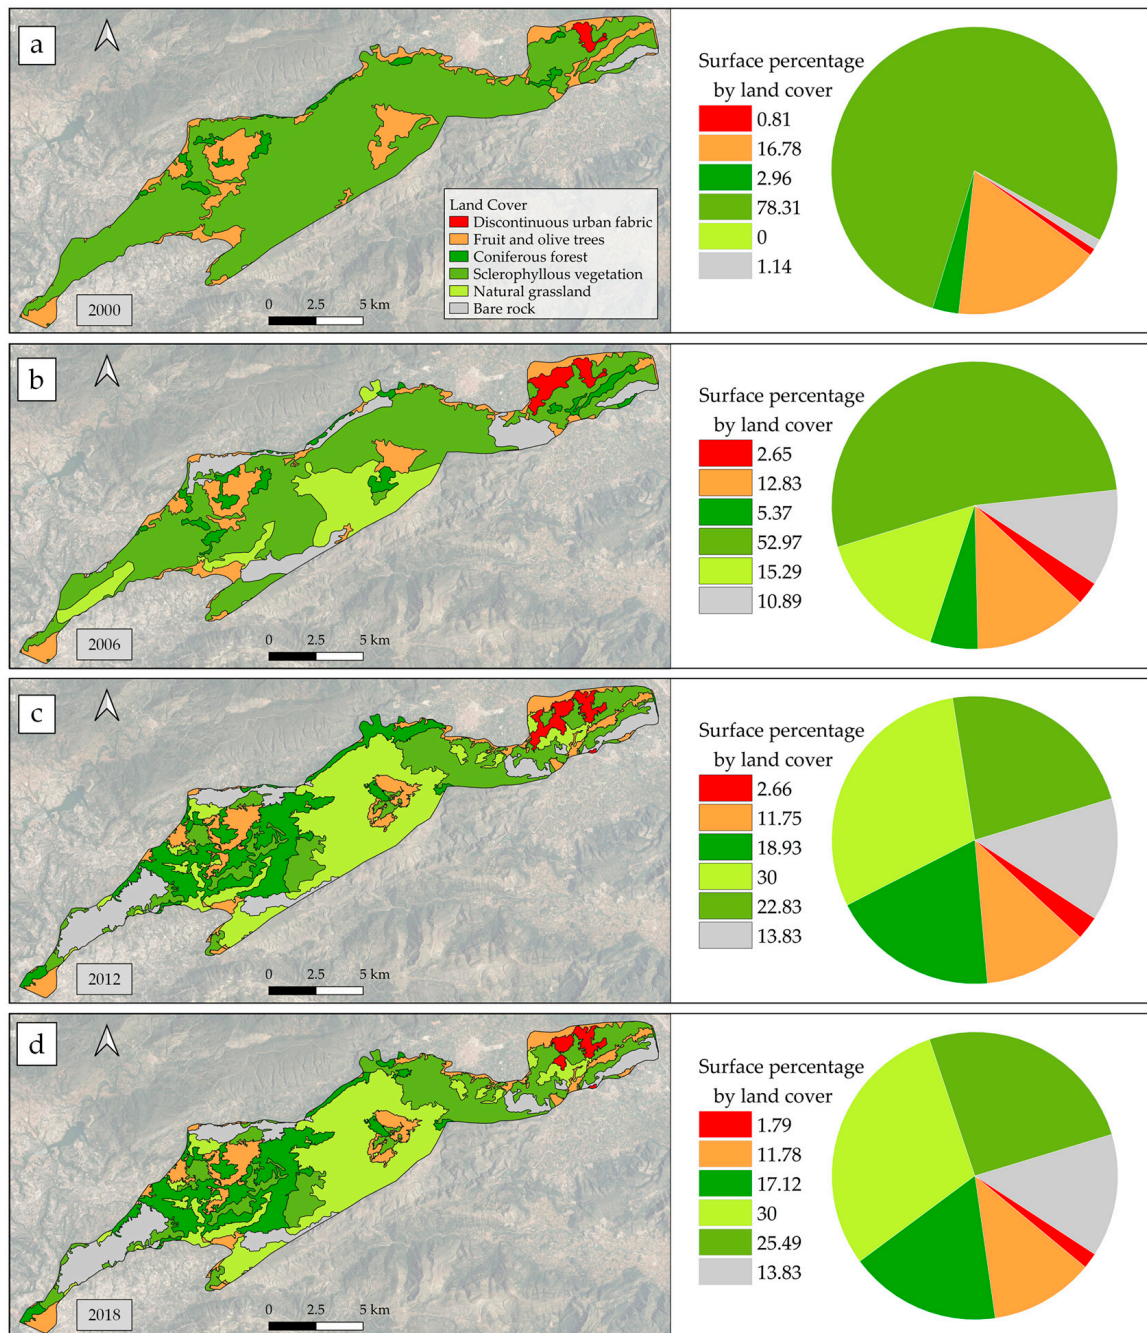 a
Surface percentage
by land cover
0.81
16.78
2.96
78.31
0
1.14
Land Cover
Discontinuous urban fabric
Fruit and olive trees
Coniferous forest
Sclerophyllous vegetation
Natural grassland
Bare rock
2000
0 2.5 5 km
b
Surface percentage
by land cover
2.65
12.83
5.37
52.97
15.29
10.89
2006
0 2.5 5 km
c
Surface percentage
by land cover
2.66
11.75
18.93
30
22.83
13.83
2012
0 2.5 5 km
d
Surface percentage
by land cover
1.79
11.78
17.12
30
25.49
13.83
2018
0 2.5 5 km